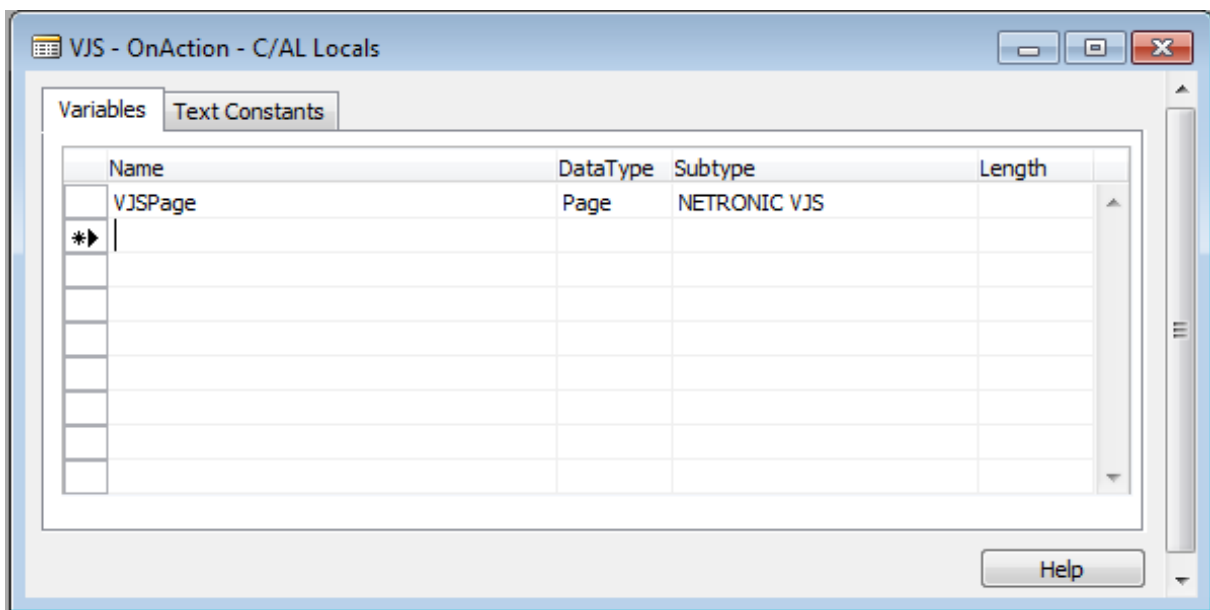 VJS - OnAction - C/AL Locals
Variables Text Constants
Name DataType Subtype Length
VJSPage Page NETRONIC VJS
Help